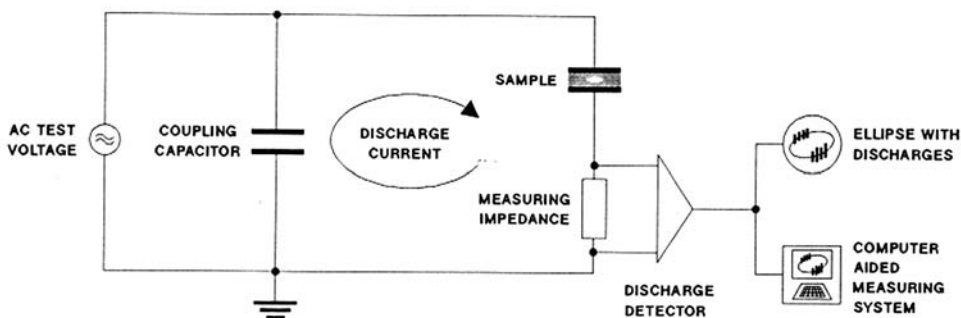 SAMPLE
AC TEST
VOLTAGE
COUPLING
CAPACITOR
DISCHARGE
CURRENT
ELLIPSE WITH
DISCHARGES
MEASURING
IMPEDANCE
COMPUTER
AIDED
MEASURING
SYSTEM
DISCHARGE
DETECTOR